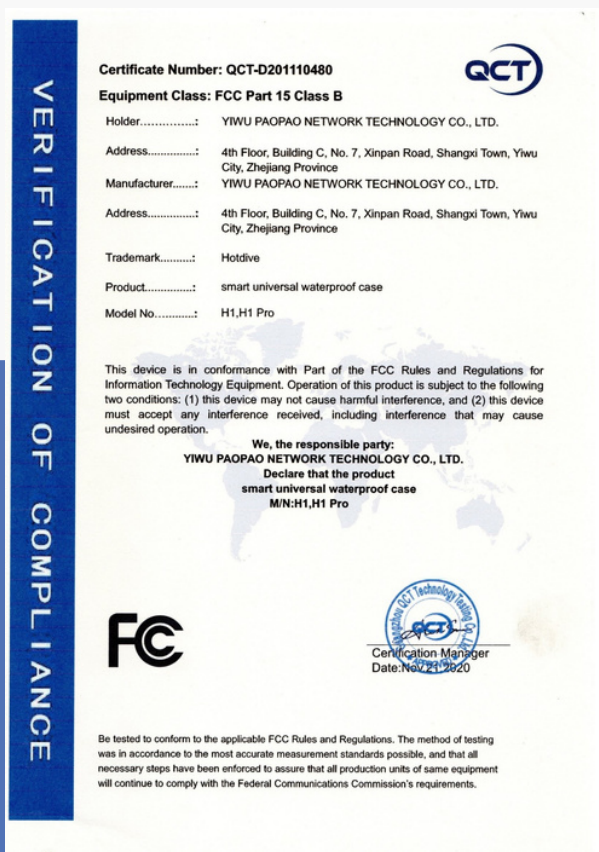 VERIFICATION OF COMPLIANCE
QCT
Certificate Number: QCT-D201110480
Equipment Class: FCC Part 15 Class B
Holder...............: YIWU PAOPAO NETWORK TECHNOLOGY CO., LTD.
Address...............: 4th Floor, Building C, No. 7, Xinpan Road, Shangxi Town, Yiwu
City, Zhejiang Province
Manufacturer.......: YIWU PAOPAO NETWORK TECHNOLOGY CO., LTD.
Address...............: 4th Floor, Building C, No. 7, Xinpan Road, Shangxi Town, Yiwu
City, Zhejiang Province
Trademark..........: Hotdive
Product...............: smart universal waterproof case
Model No............: H1,H1 Pro
This device is in conformance with Part of the FCC Rules and Regulations for
Information Technology Equipment. Operation of this product is subject to the following
two conditions: (1) this device may not cause harmful interference, and (2) this device
must accept any interference received, including interference that may cause
undesired operation.
We, the responsible party:
YIWU PAOPAO NETWORK TECHNOLOGY CO., LTD.
Declare that the product
smart universal waterproof case
M/N:H1,H1 Pro
FC
QCT Technology Testing Co.
QCT
Certification Manager
Date:Nov.21.2020
Be tested to conform to the applicable FCC Rules and Regulations. The method of testing
was in accordance to the most accurate measurement standards possible, and that all
necessary steps have been enforced to assure that all production units of same equipment
will continue to comply with the Federal Communications Commission's requirements.